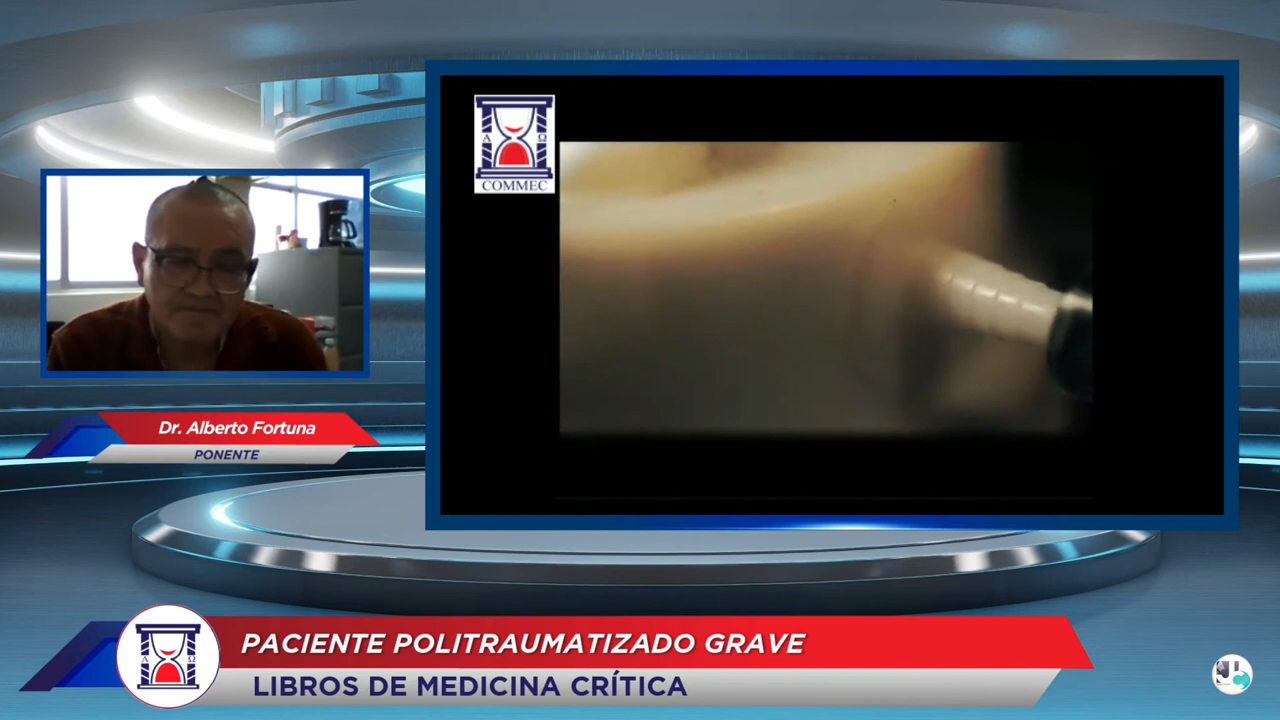 A Ω
COMMEC
Dr. Alberto Fortuna
PONENTE
A Ω
PACIENTE POLITRAUMATIZADO GRAVE
LIBROS DE MEDICINA CRÍTICA